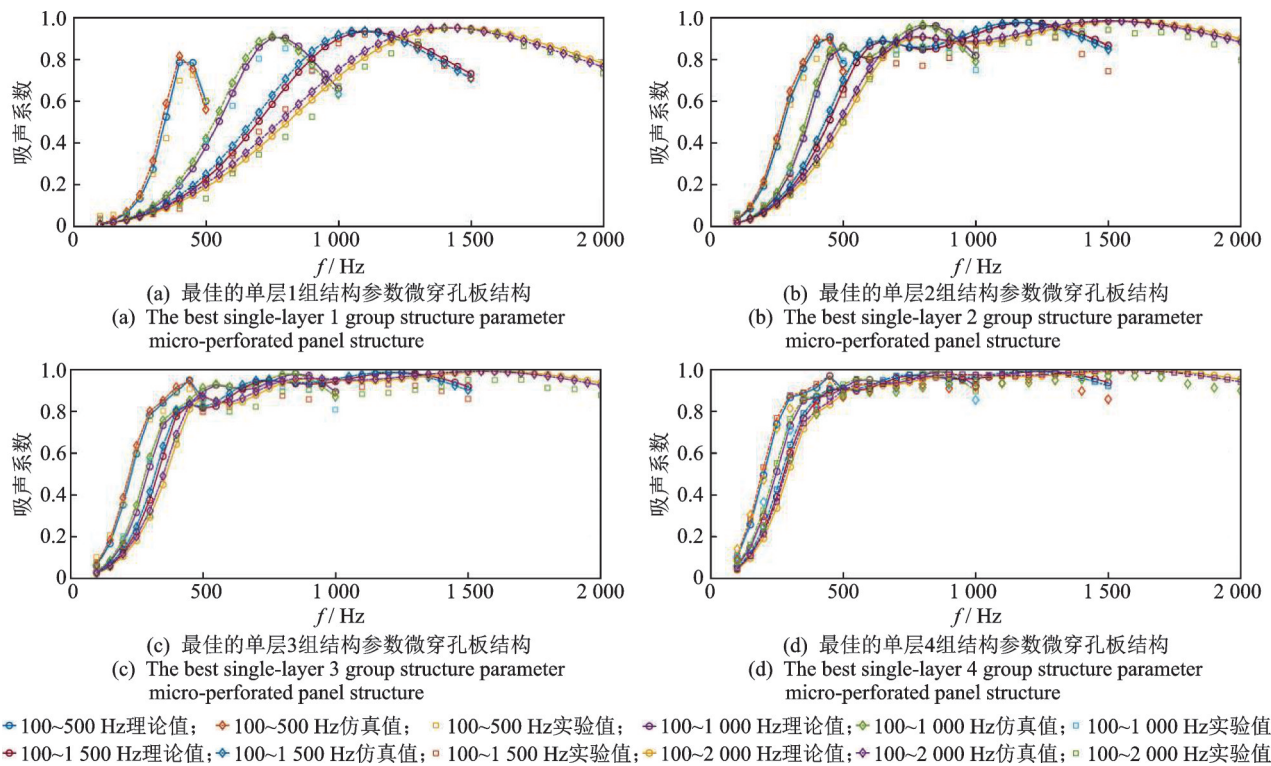 1.0
0.8
0.6
0.4
0.2
0
吸声系数
0 500 1 000 1 500 2 000
f / Hz
(a) 最佳的单层1组结构参数微穿孔板结构
(a) The best single-layer 1 group structure parameter
micro-perforated panel structure
1.0
0.8
0.6
0.4
0.2
0
吸声系数
0 500 1 000 1 500 2 000
f / Hz
(b) 最佳的单层2组结构参数微穿孔板结构
(b) The best single-layer 2 group structure parameter
micro-perforated panel structure
1.0
0.8
0.6
0.4
0.2
0
吸声系数
0 500 1 000 1 500 2 000
f / Hz
(c) 最佳的单层3组结构参数微穿孔板结构
(c) The best single-layer 3 group structure parameter
micro-perforated panel structure
1.0
0.8
0.6
0.4
0.2
0
吸声系数
0 500 1 000 1 500 2 000
f / Hz
(d) 最佳的单层4组结构参数微穿孔板结构
(d) The best single-layer 4 group structure parameter
micro-perforated panel structure
100~500 Hz理论值; 100~500 Hz仿真值; 100~500 Hz实验值; 100~1 000 Hz理论值; 100~1 000 Hz仿真值; 100~1 000 Hz实验值
100~1 500 Hz理论值; 100~1 500 Hz仿真值; 100~1 500 Hz实验值; 100~2 000 Hz理论值; 100~2 000 Hz仿真值; 100~2 000 Hz实验值